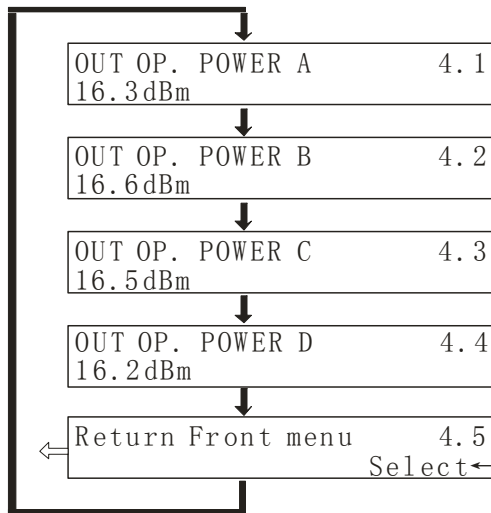 OUT OP. POWER A 4.1
16.3dBm
OUT OP. POWER B 4.2
16.6dBm
OUT OP. POWER C 4.3
16.5dBm
OUT OP. POWER D 4.4
16.2dBm
Return Front menu 4.5
Select←